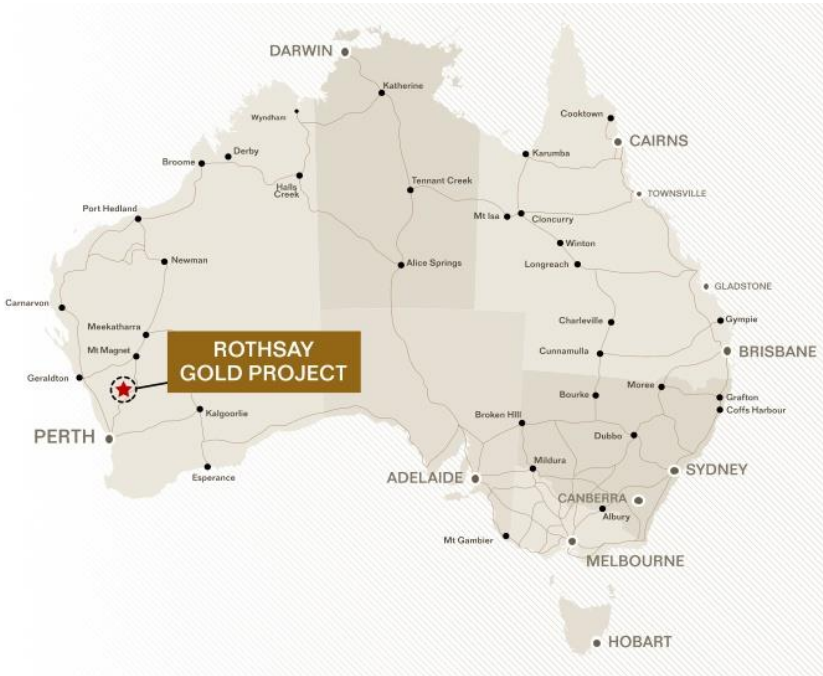 DARWIN
Katherine
Wyndham
Cooktown
CAIRNS
Derby
Broome
Karumba
Halls
Creek
Tennant Creek
TOWNSVILLE
Port Hedland
Mt Isa
Cloncurry
Winton
Newman
Alice Springs
Longreach
GLADSTONE
Carnarvon
Meekatharra
Charleville
Gympie
Mt Magnet
ROTHSAY
GOLD PROJECT
Cunnamulla
BRISBANE
Geraldton
Moree
Bourke
Grafton
Coffs Harbour
Kalgoorlie
Broken Hill
PERTH
Dubbo
Mildura
SYDNEY
Esperance
ADELAIDE
CANBERRA
Albury
Mt Gambier
MELBOURNE
HOBART